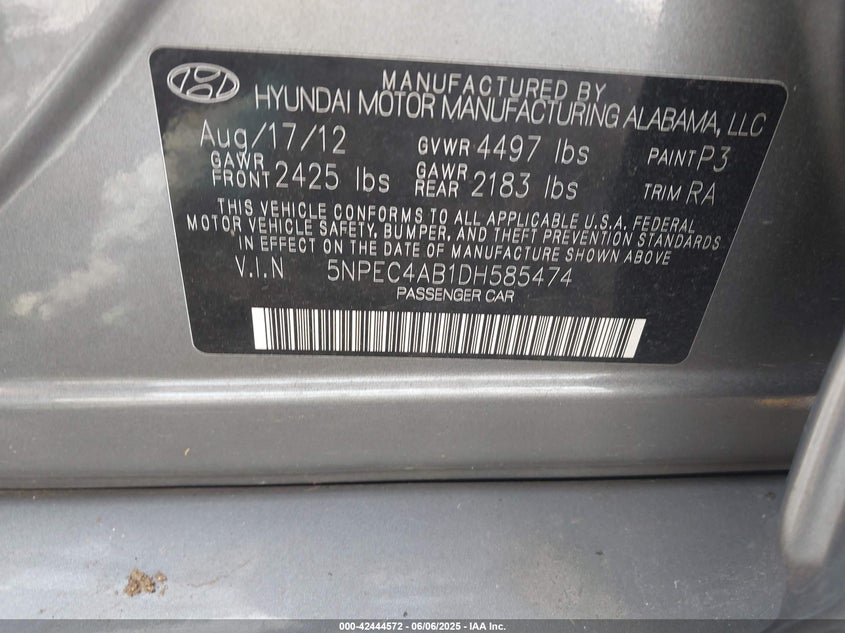 MANUFACTURED BY
HYUNDAI MOTOR MANUFACTURING ALABAMA, LLC
Aug/17/12 GVWR 4497 lbs PAINT P3
GAWR FRONT 2425 lbs GAWR REAR 2183 lbs TRIM RA
THIS VEHICLE CONFORMS TO ALL APPLICABLE U.S.A. FEDERAL
MOTOR VEHICLE SAFETY, BUMPER, AND THEFT PREVENTION STANDARDS
IN EFFECT ON THE DATE OF MANUFACTURE SHOWN ABOVE
V.I.N 5NPEC4AB1DH585474
PASSENGER CAR
000-42444572 - 06/06/2025 - IAA Inc.